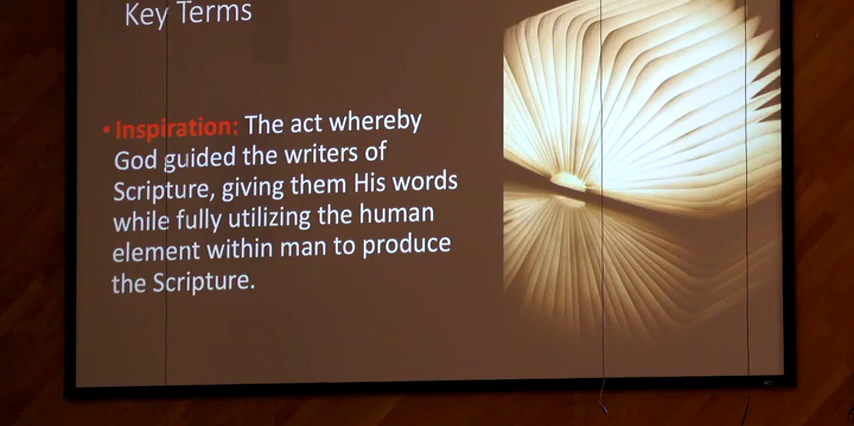 Key Terms
• Inspiration: The act whereby
God guided the writers of
Scripture, giving them His words
while fully utilizing the human
element within man to produce
the Scripture.